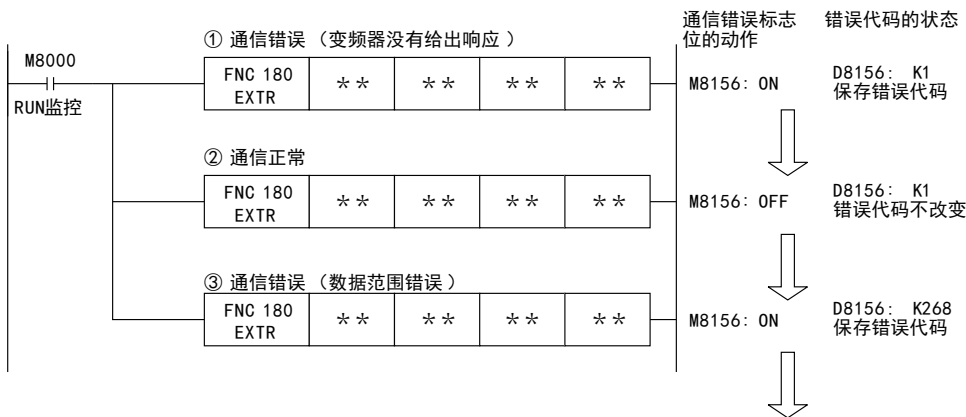 通信错误标志位的动作 错误代码的状态
① 通信错误 （变频器没有给出响应）
M8000
RUN监控
FNC 180 EXTR ** ** ** **
M8156: ON
D8156: K1
保存错误代码
② 通信正常
FNC 180 EXTR ** ** ** **
M8156: OFF
D8156: K1
错误代码不改变
③ 通信错误 （数据范围错误）
FNC 180 EXTR ** ** ** **
M8156: ON
D8156: K268
保存错误代码